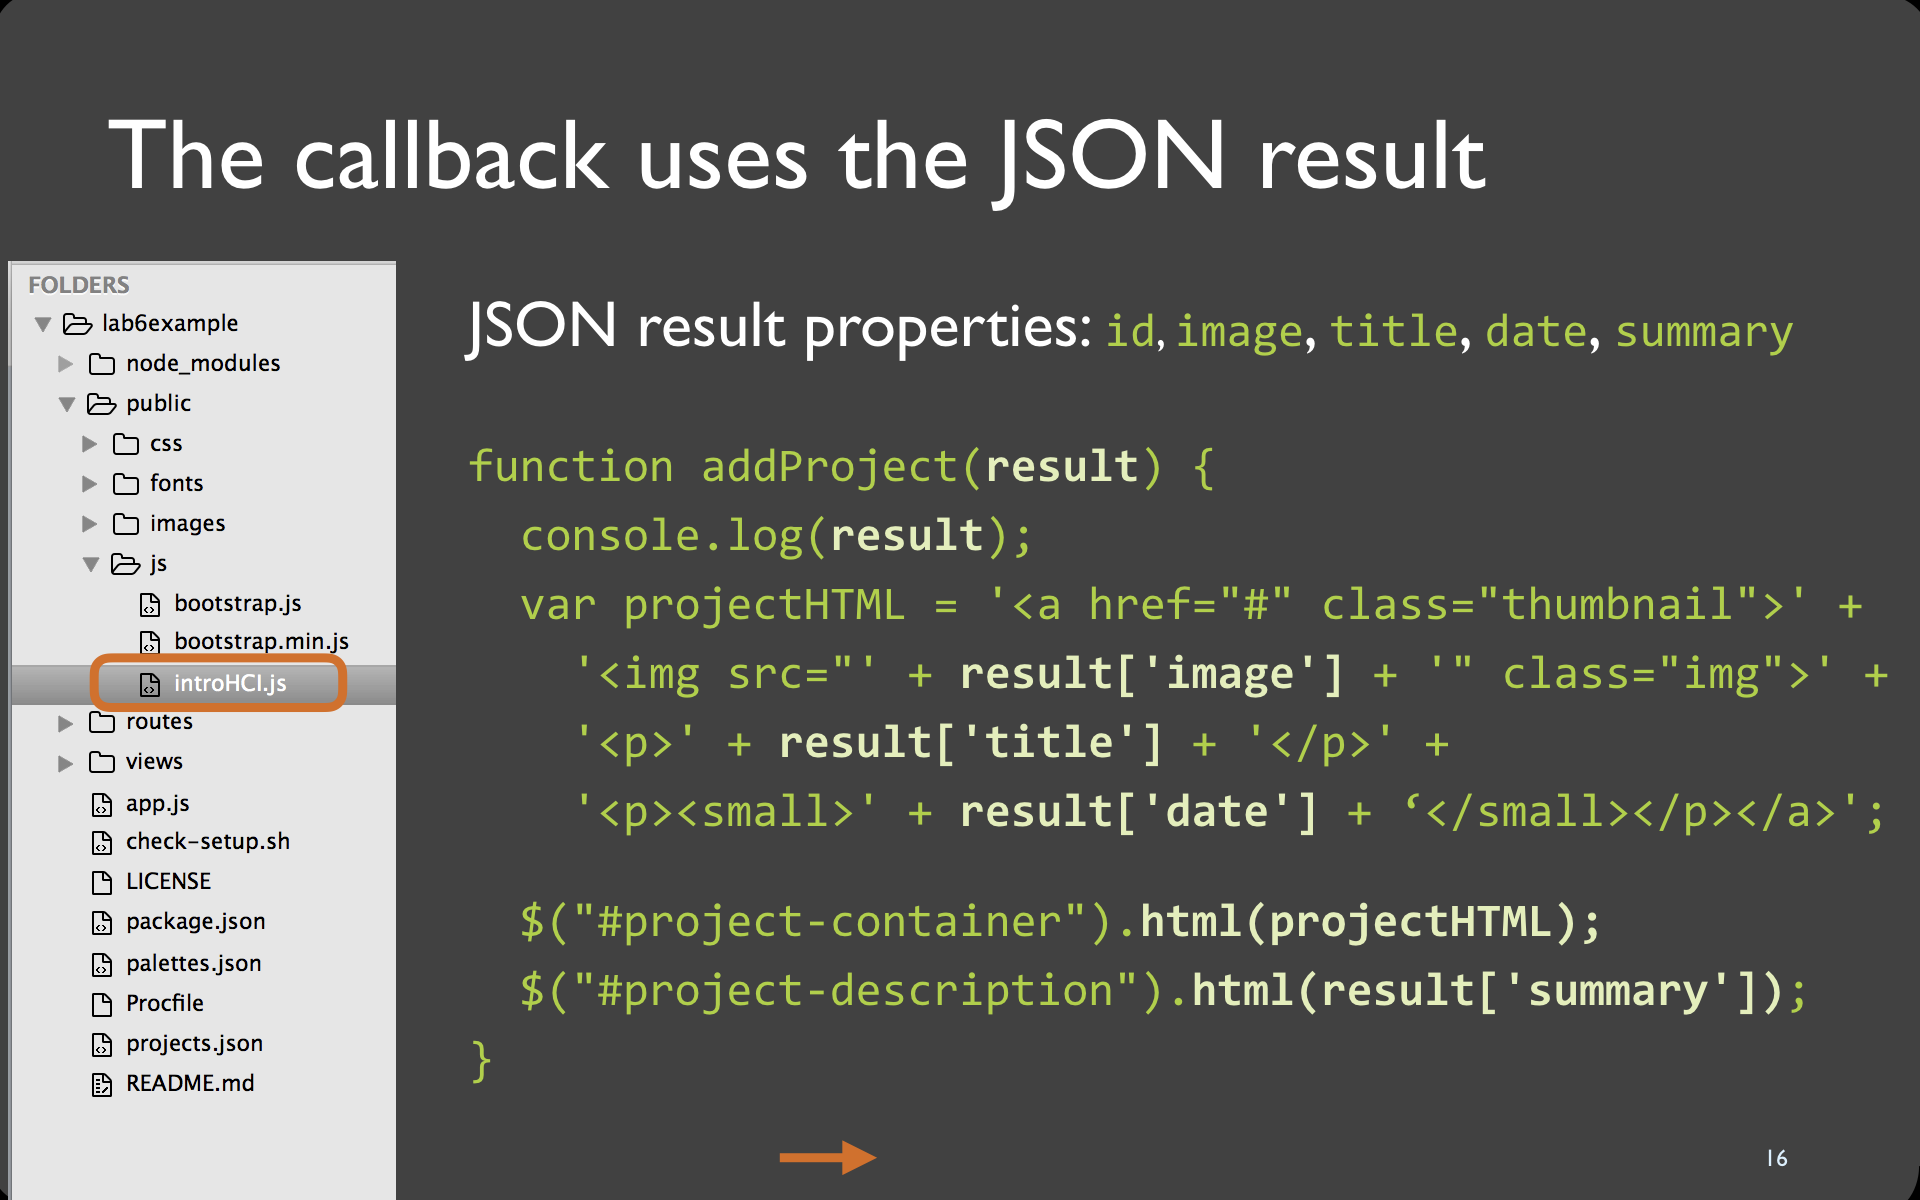 The callback uses the JSON result
FOLDERS
lab6example
node_modules
public
css
fonts
images
js
bootstrap.js
bootstrap.min.js
introHCI.js
routes
views
app.js
check-setup.sh
LICENSE
package.json
palettes.json
Procfile
projects.json
README.md
JSON result properties: id, image, title, date, summary
function addProject(result) {
  console.log(result);
  var projectHTML = '<a href="#" class="thumbnail">' +
    '<img src="' + result['image'] + '" class="img">' +
    '<p>' + result['title'] + '</p>' +
    '<p><small>' + result['date'] + ‘</small></p></a>';
  $("#project-container").html(projectHTML);
  $("#project-description").html(result['summary']);
}
16